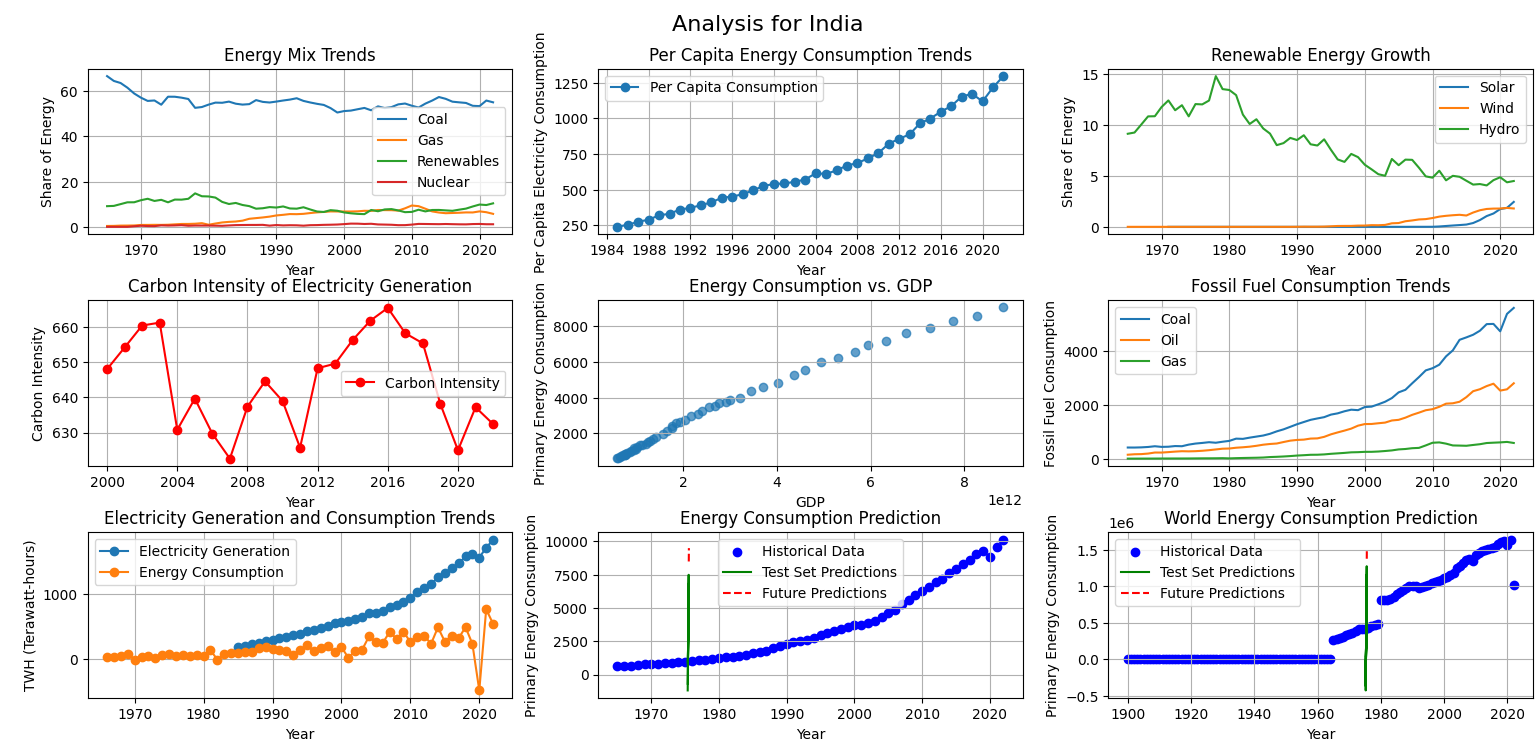 Analysis for India
Energy Mix Trends
Share of Energy
60
40
20
0
Coal
Gas
Renewables
Nuclear
1970 1980 1990 2000 2010 2020
Year
Per Capita Energy Consumption Trends
Per Capita Electricity Consumption
1250
1000
750
500
250
Per Capita Consumption
1984 1988 1992 1996 2000 2004 2008 2012 2016 2020
Year
Renewable Energy Growth
Share of Energy
15
10
5
0
Solar
Wind
Hydro
1970 1980 1990 2000 2010 2020
Year
Carbon Intensity of Electricity Generation
Carbon Intensity
660
650
640
630
Carbon Intensity
2000 2004 2008 2012 2016 2020
Year
Energy Consumption vs. GDP
Primary Energy Consumption
8000
6000
4000
2000
2 4 6 8
1e12
GDP
Fossil Fuel Consumption Trends
Fossil Fuel Consumption
4000
2000
0
Coal
Oil
Gas
1970 1980 1990 2000 2010 2020
Year
Electricity Generation and Consumption Trends
TWH (Terawatt-hours)
1000
0
Electricity Generation
Energy Consumption
1970 1980 1990 2000 2010 2020
Year
Energy Consumption Prediction
Primary Energy Consumption
10000
7500
5000
2500
0
Historical Data
Test Set Predictions
Future Predictions
1970 1980 1990 2000 2010 2020
Year
World Energy Consumption Prediction
1e6
Primary Energy Consumption
1.5
1.0
0.5
0.0
−0.5
Historical Data
Test Set Predictions
Future Predictions
1900 1920 1940 1960 1980 2000 2020
Year